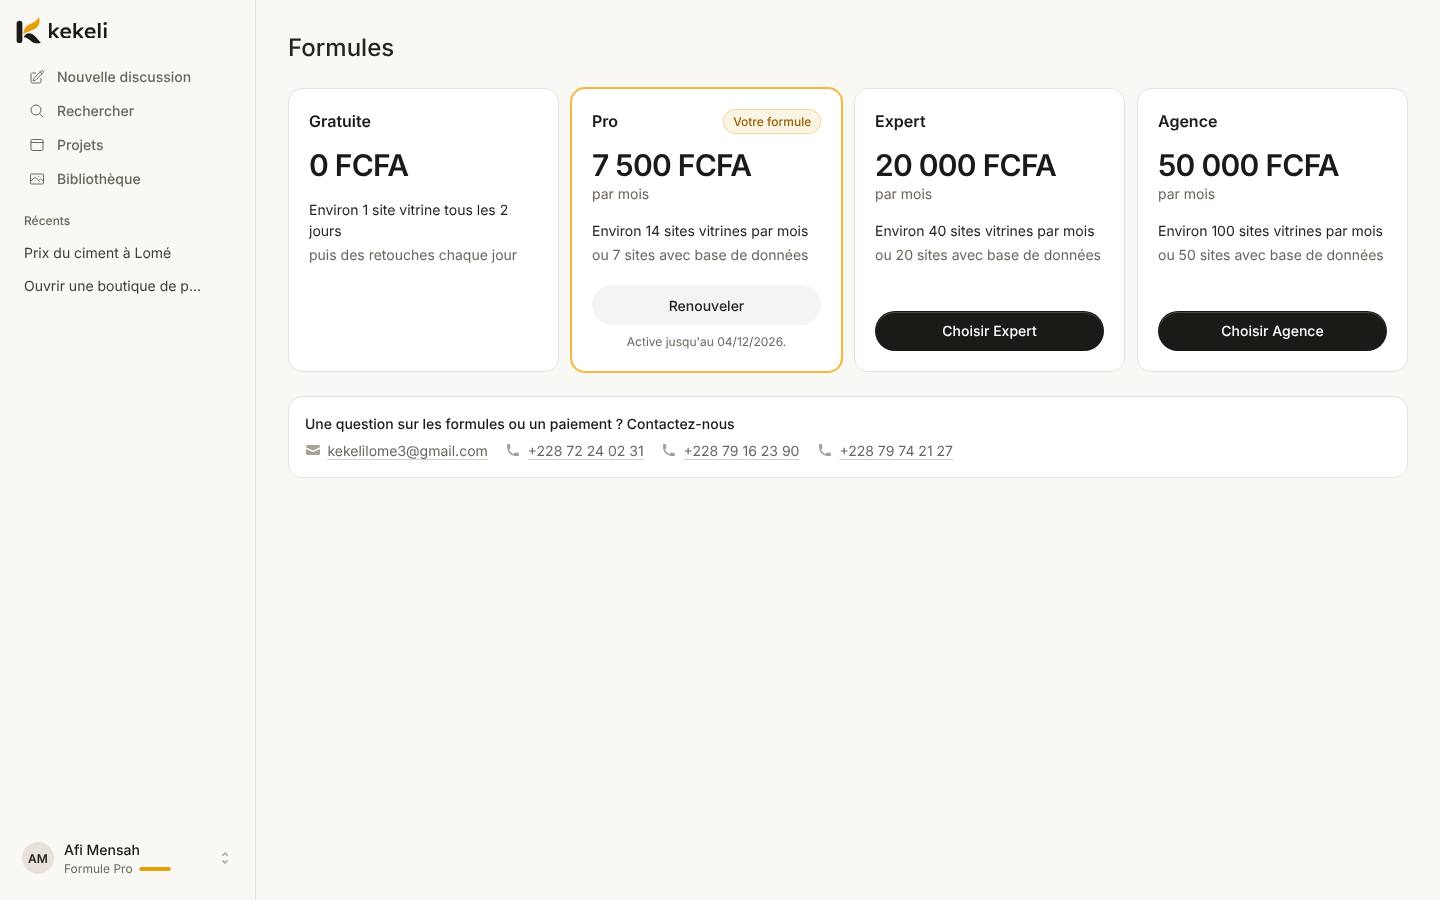 kekeli
Nouvelle discussion
Rechercher
Projets
Bibliothèque
Récents
Prix du ciment à Lomé
Ouvrir une boutique de p...
AM
Afi Mensah
Formule Pro
Formules
Gratuite
0 FCFA
Environ 1 site vitrine tous les 2
jours
puis des retouches chaque jour
Pro
Votre formule
7 500 FCFA
par mois
Environ 14 sites vitrines par mois
ou 7 sites avec base de données
Renouveler
Active jusqu'au 04/12/2026.
Expert
20 000 FCFA
par mois
Environ 40 sites vitrines par mois
ou 20 sites avec base de données
Choisir Expert
Agence
50 000 FCFA
par mois
Environ 100 sites vitrines par mois
ou 50 sites avec base de données
Choisir Agence
Une question sur les formules ou un paiement ? Contactez-nous
kekelilome3@gmail.com +228 72 24 02 31 +228 79 16 23 90 +228 79 74 21 27